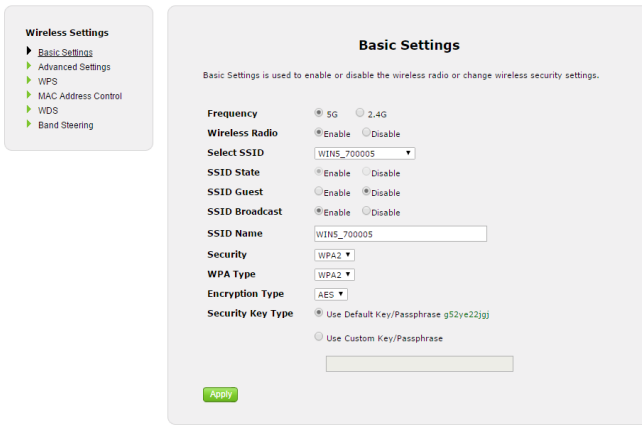 Wireless Settings
Basic Settings
Advanced Settings
WPS
MAC Address Control
WDS
Band Steering
Basic Settings
Basic Settings is used to enable or disable the wireless radio or change wireless security settings.
Frequency 5G 2.4G
Wireless Radio Enable Disable
Select SSID WIN5_700005
SSID State Enable Disable
SSID Guest Enable Disable
SSID Broadcast Enable Disable
SSID Name WIN5_700005
Security WPA2
WPA Type WPA2
Encryption Type AES
Security Key Type Use Default Key/Passphrase g52ye22jgj
Use Custom Key/Passphrase
Apply